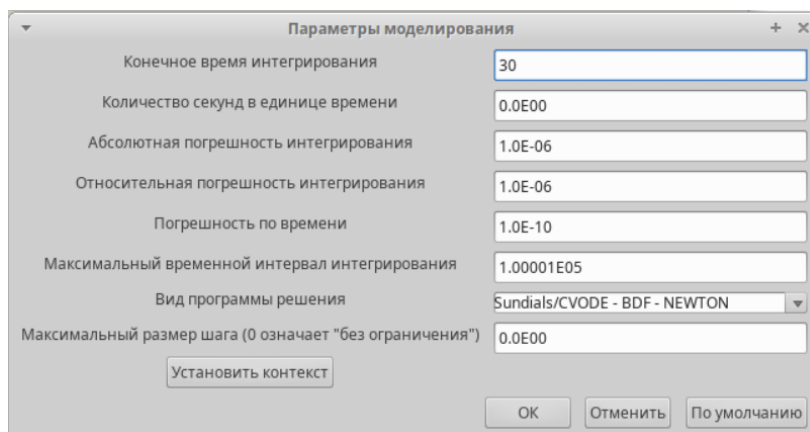 Параметры моделирования
Конечное время интегрирования 30
Количество секунд в единице времени 0.0E00
Абсолютная погрешность интегрирования 1.0E-06
Относительная погрешность интегрирования 1.0E-06
Погрешность по времени 1.0E-10
Максимальный временной интервал интегрирования 1.00001E05
Вид программы решения Sundials/CVODE - BDF - NEWTON
Максимальный размер шага (0 означает "без ограничения") 0.0E00
Установить контекст
ОК Отменить По умолчанию